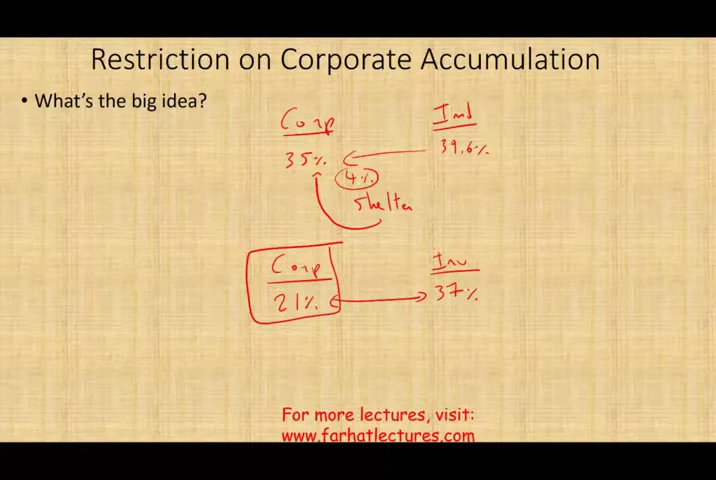 Restriction on Corporate Accumulation
• What's the big idea?
Corp Ind
35% 39.6%
4%
shelter
Corp Inv
21% 37%
For more lectures, visit:
www.farhatlectures.com